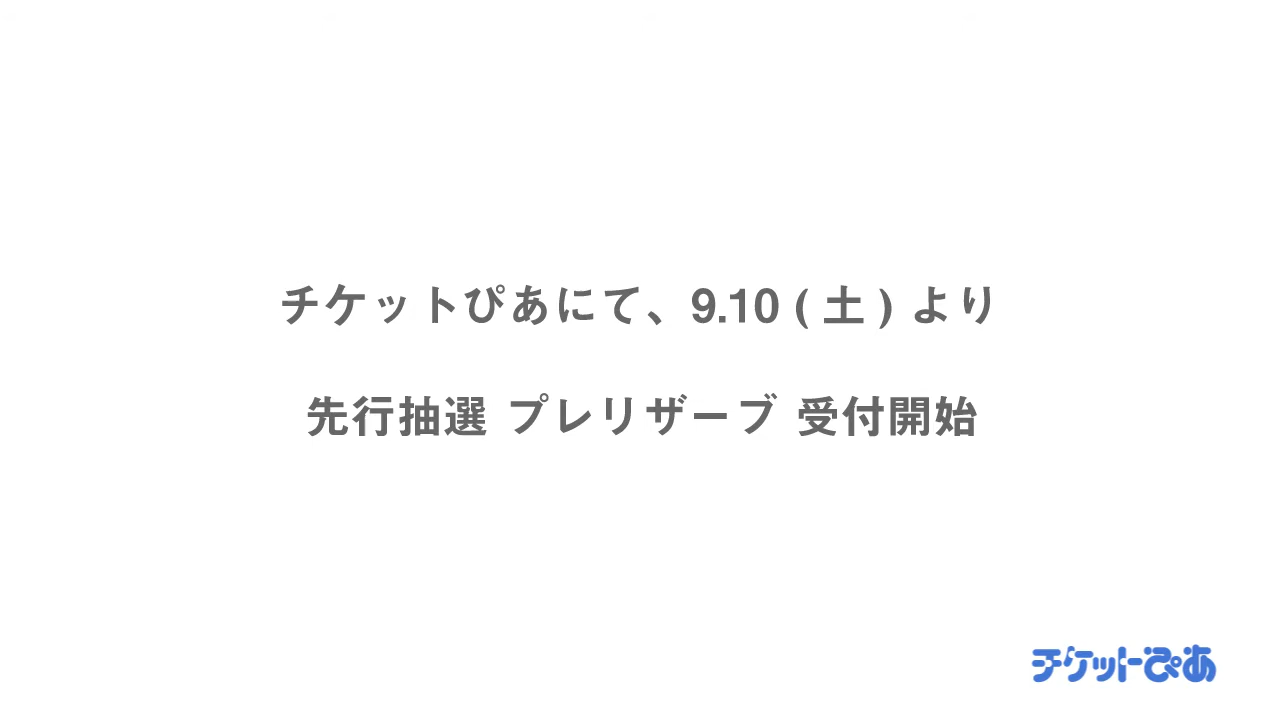 チケットぴあにて、9.10 ( 土 ) より
先行抽選 プレリザーブ 受付開始
チケットぴあ